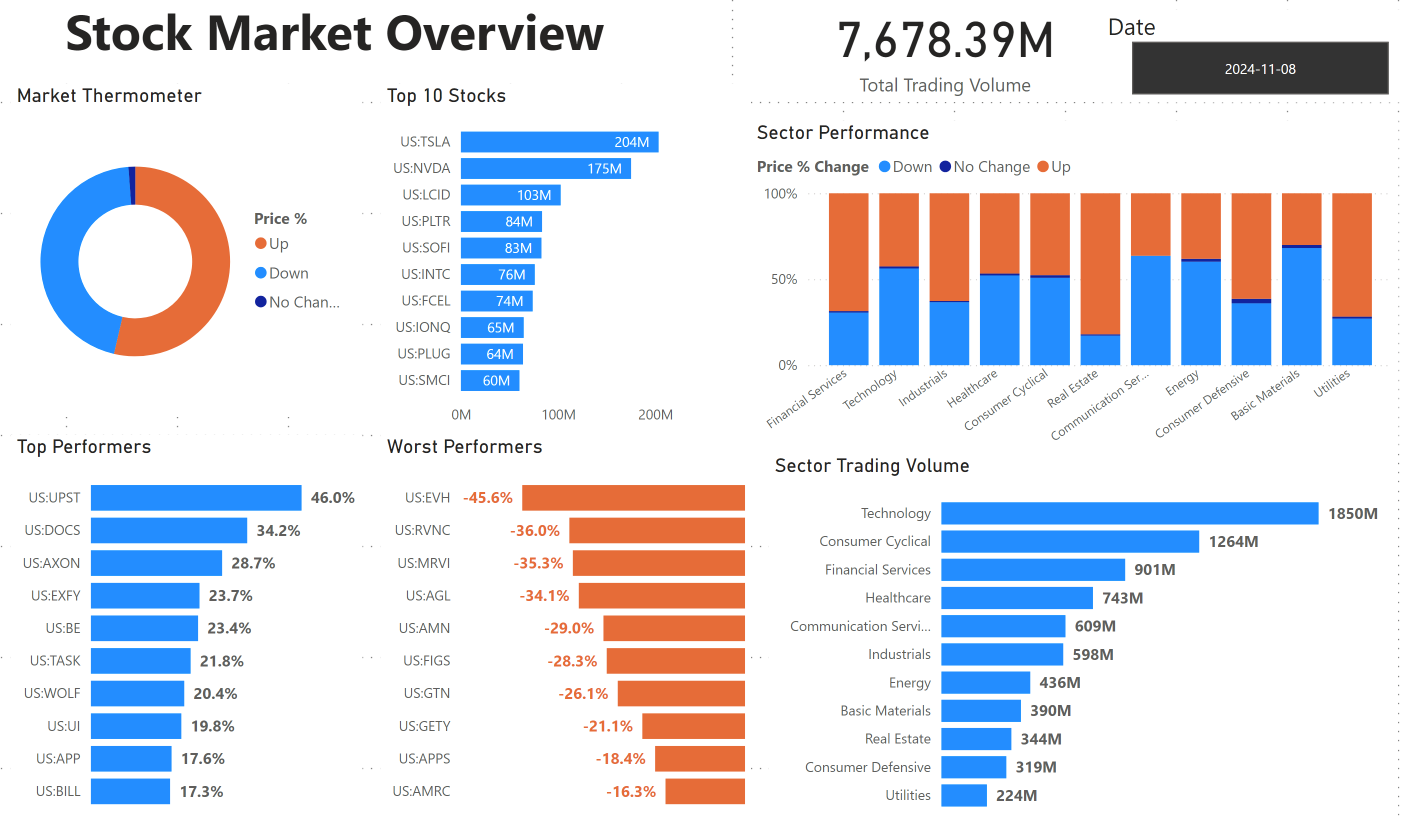 Stock Market Overview
7,678.39M
Total Trading Volume
Date
2024-11-08
Market Thermometer
Price %
Up
Down
No Chan...
Top 10 Stocks
US:TSLA 204M
US:NVDA 175M
US:LCID 103M
US:PLTR 84M
US:SOFI 83M
US:INTC 76M
US:FCEL 74M
US:IONQ 65M
US:PLUG 64M
US:SMCI 60M
0M 100M 200M
Sector Performance
Price % Change Down No Change Up
100%
50%
0%
Financial Services
Technology
Industrials
Healthcare
Consumer Cyclical
Real Estate
Communication Ser...
Energy
Consumer Defensive
Basic Materials
Utilities
Top Performers
US:UPST 46.0%
US:DOCS 34.2%
US:AXON 28.7%
US:EXFY 23.7%
US:BE 23.4%
US:TASK 21.8%
US:WOLF 20.4%
US:UI 19.8%
US:APP 17.6%
US:BILL 17.3%
Worst Performers
US:EVH -45.6%
US:RVNC -36.0%
US:MRVI -35.3%
US:AGL -34.1%
US:AMN -29.0%
US:FIGS -28.3%
US:GTN -26.1%
US:GETY -21.1%
US:APPS -18.4%
US:AMRC -16.3%
Sector Trading Volume
Technology 1850M
Consumer Cyclical 1264M
Financial Services 901M
Healthcare 743M
Communication Servi... 609M
Industrials 598M
Energy 436M
Basic Materials 390M
Real Estate 344M
Consumer Defensive 319M
Utilities 224M